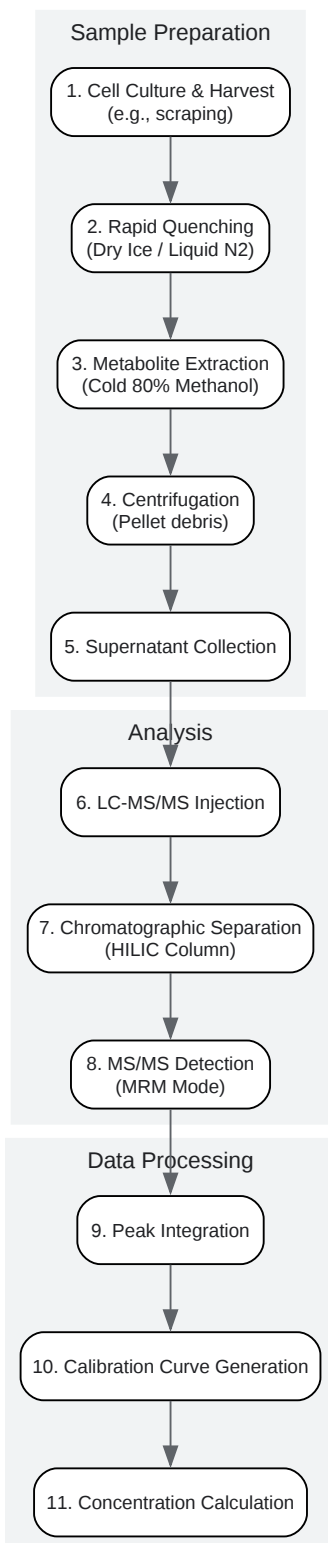 Sample Preparation
1. Cell Culture & Harvest
(e.g., scraping)
2. Rapid Quenching
(Dry Ice / Liquid N2)
3. Metabolite Extraction
(Cold 80% Methanol)
4. Centrifugation
(Pellet debris)
5. Supernatant Collection
Analysis
6. LC-MS/MS Injection
7. Chromatographic Separation
(HILIC Column)
8. MS/MS Detection
(MRM Mode)
Data Processing
9. Peak Integration
10. Calibration Curve Generation
11. Concentration Calculation